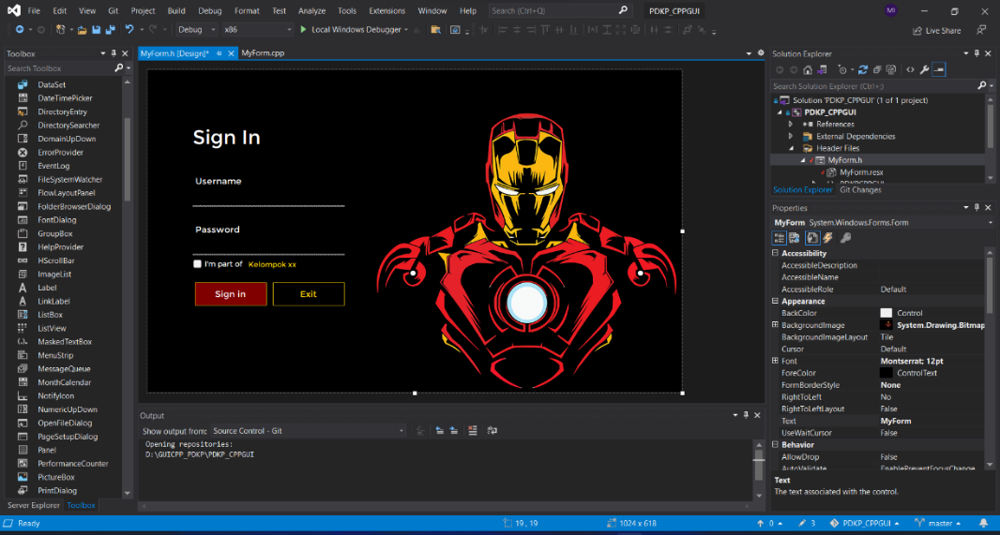 File Edit View Git Project Build Debug Format Test Analyze Tools Extensions Window Help Search (Ctrl+Q) PDKP_CPPGUI MI
Debug x86 Local Windows Debugger Live Share
Toolbox
Search Toolbox
DataSet
DateTimePicker
DirectoryEntry
DirectorySearcher
DomainUpDown
ErrorProvider
EventLog
FileSystemWatcher
FlowLayoutPanel
FolderBrowserDialog
FontDialog
GroupBox
HelpProvider
HScrollBar
ImageList
Label
LinkLabel
ListBox
ListView
MaskedTextBox
MenuStrip
MessageQueue
MonthCalendar
NotifyIcon
NumericUpDown
OpenFileDialog
PageSetupDialog
Panel
PerformanceCounter
PictureBox
PrintDialog
Server Explorer Toolbox
MyForm.h [Design]* MyForm.cpp
Sign In
Username
Password
I'm part of Kelompok xx
Sign in Exit
Output
Show output from: Source Control - Git
Opening repositories:
D:\GUICPP_PDKP\PDKP_CPPGUI
Solution Explorer
Search Solution Explorer (Ctrl+;)
Solution 'PDKP_CPPGUI' (1 of 1 project)
PDKP_CPPGUI
References
External Dependencies
Header Files
MyForm.h
MyForm.resx
Solution Explorer Git Changes
Properties
MyForm System.Windows.Forms.Form
Accessibility
AccessibleDescription
AccessibleName
AccessibleRole Default
Appearance
BackColor Control
BackgroundImage System.Drawing.Bitmap
BackgroundImageLayout Tile
Cursor Default
Font Montserrat; 12pt
ForeColor ControlText
FormBorderStyle None
RightToLeft No
RightToLeftLayout False
Text MyForm
UseWaitCursor False
Behavior
AllowDrop False
AutoValidate EnablePreventFocusChange
Text
The text associated with the control.
Ready 19 , 19 1024 x 618 0 3 PDKP_CPPGUI master